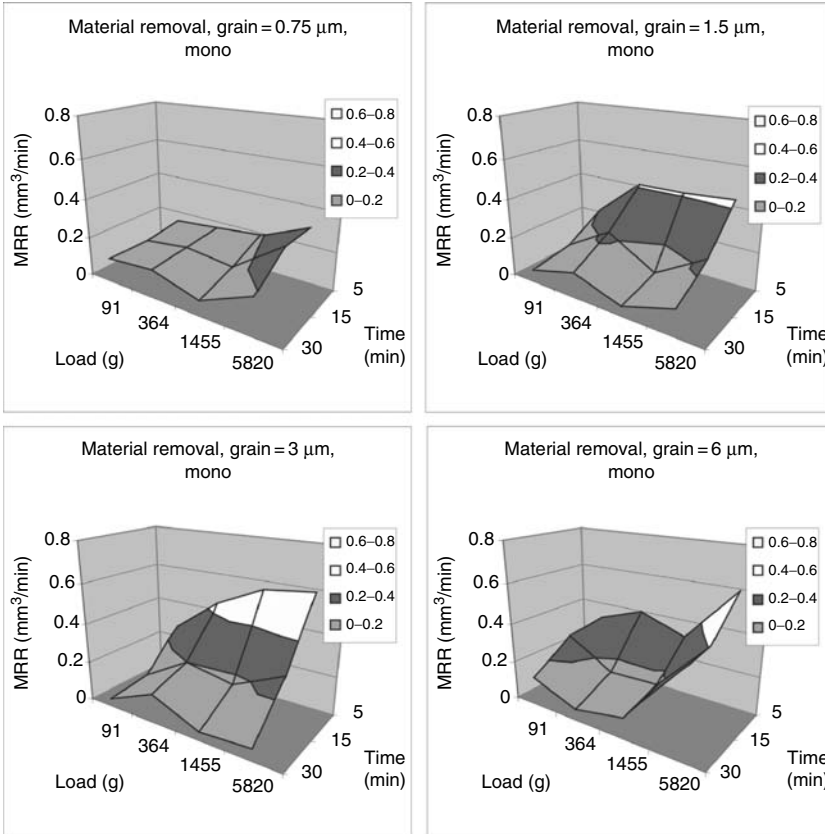 Material removal, grain = 0.75 μm,
mono
0.8
0.6
0.4
0.2
0
MRR (mm³/min)
0.6–0.8
0.4–0.6
0.2–0.4
0–0.2
91
364
1455
5820
Load (g)
5
15
30
Time
(min)
Material removal, grain = 1.5 μm,
mono
0.8
0.6
0.4
0.2
0
MRR (mm³/min)
0.6–0.8
0.4–0.6
0.2–0.4
0–0.2
91
364
1455
5820
Load (g)
5
15
30
Time
(min)
Material removal, grain = 3 μm,
mono
0.8
0.6
0.4
0.2
0
MRR (mm³/min)
0.6–0.8
0.4–0.6
0.2–0.4
0–0.2
91
364
1455
5820
Load (g)
5
15
30
Time
(min)
Material removal, grain = 6 μm,
mono
0.8
0.6
0.4
0.2
0
MRR (mm³/min)
0.6–0.8
0.4–0.6
0.2–0.4
0–0.2
91
364
1455
5820
Load (g)
5
15
30
Time
(min)